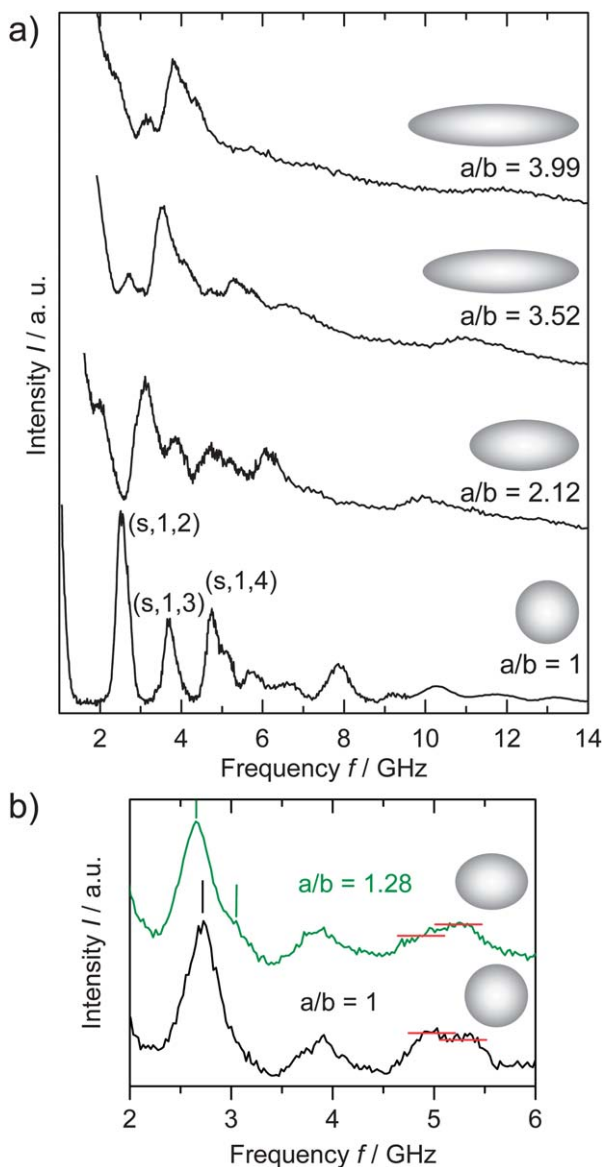 a)
a/b = 3.99
a/b = 3.52
a/b = 2.12
(s,1,2)
(s,1,3)
(s,1,4)
a/b = 1
Intensity I / a. u.
2 4 6 8 10 12 14
Frequency f / GHz
b)
a/b = 1.28
a/b = 1
Intensity I / a.u.
2 3 4 5 6
Frequency f / GHz